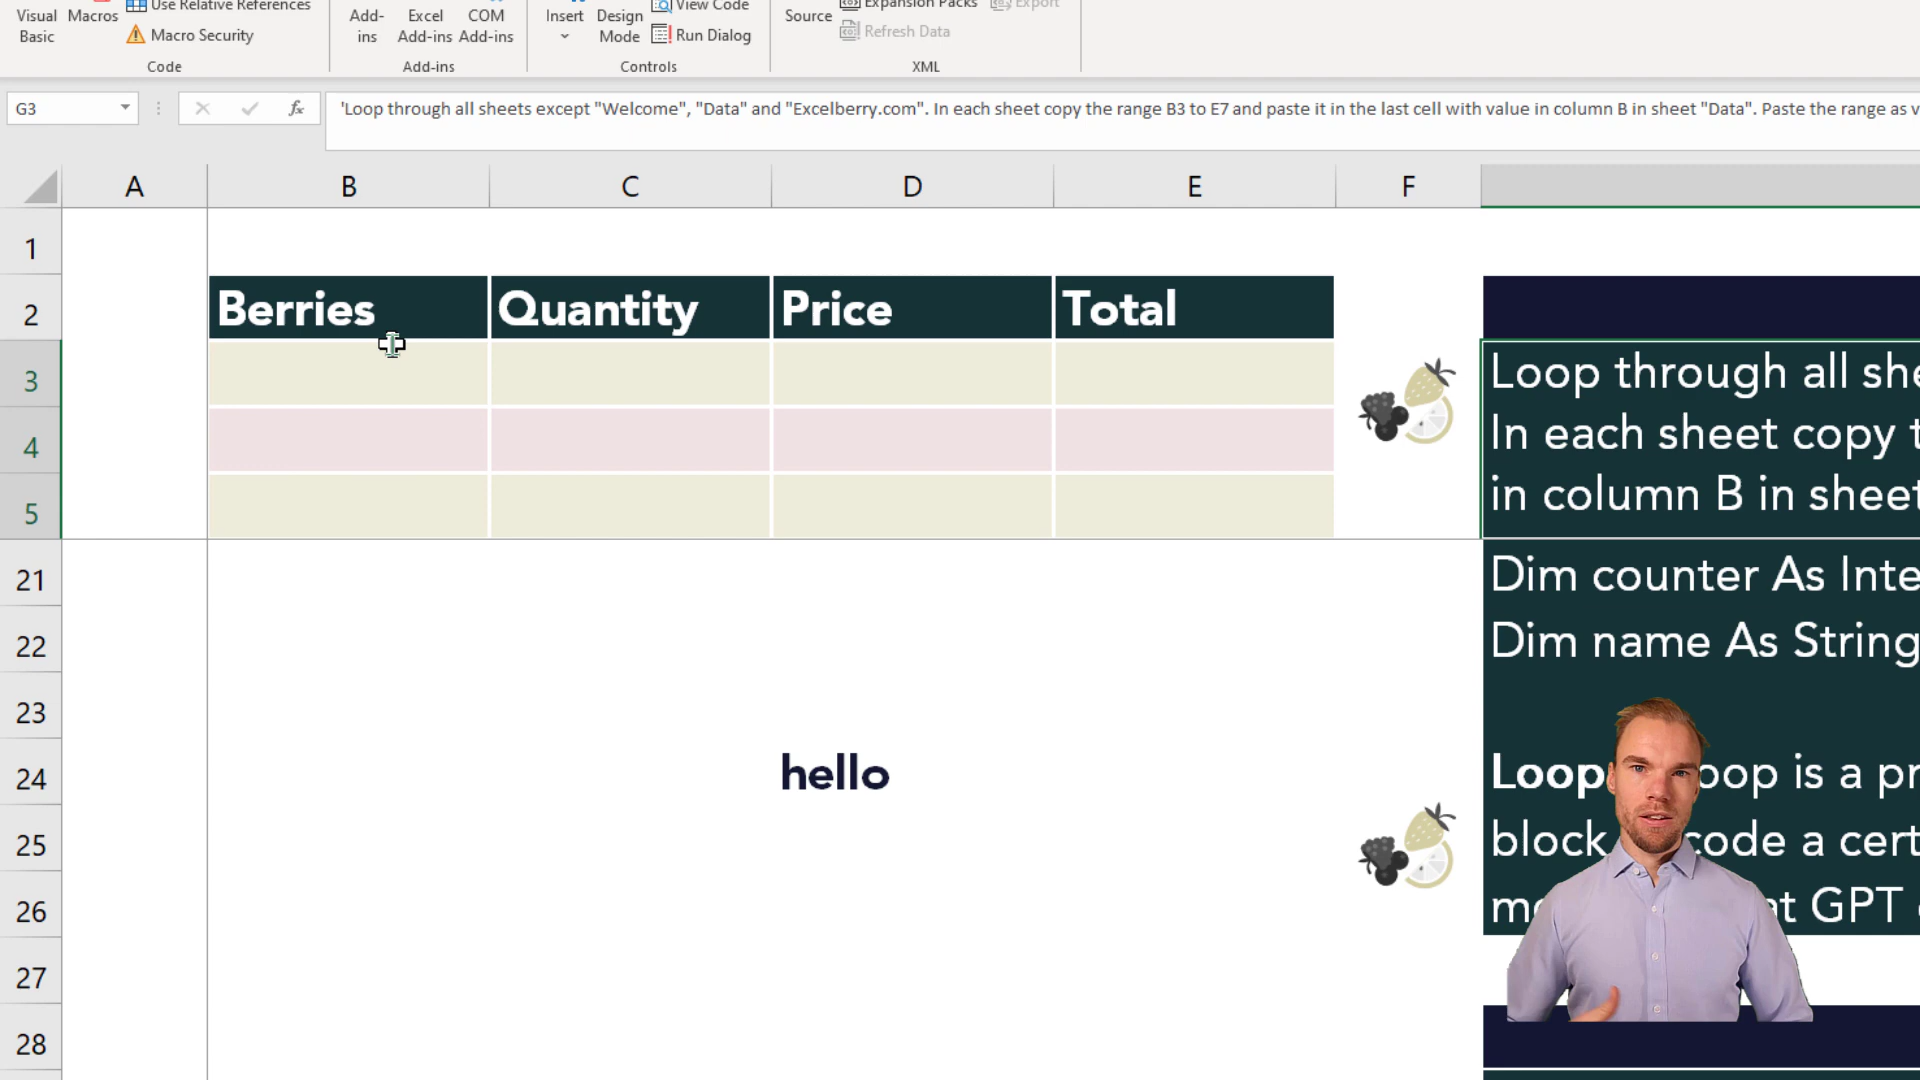 Use Relative References
View Code
Expansion Packs
Export
Visual Basic
Macros
Macro Security
Add-ins
Excel Add-ins
COM Add-ins
Insert
Design Mode
Run Dialog
Source
Refresh Data
Code
Add-ins
Controls
XML
G3
fx
'Loop through all sheets except "Welcome", "Data" and "Excelberry.com". In each sheet copy the range B3 to E7 and paste it in the last cell with value in column B in sheet "Data". Paste the range as v
A B C D E F
1
2 Berries Quantity Price Total
3 Loop through all she
4 In each sheet copy t
5 in column B in sheet
21 Dim counter As Inte
22 Dim name As String
23
24 hello Loop oop is a pr
25 block code a cert
26 at GPT
27
28